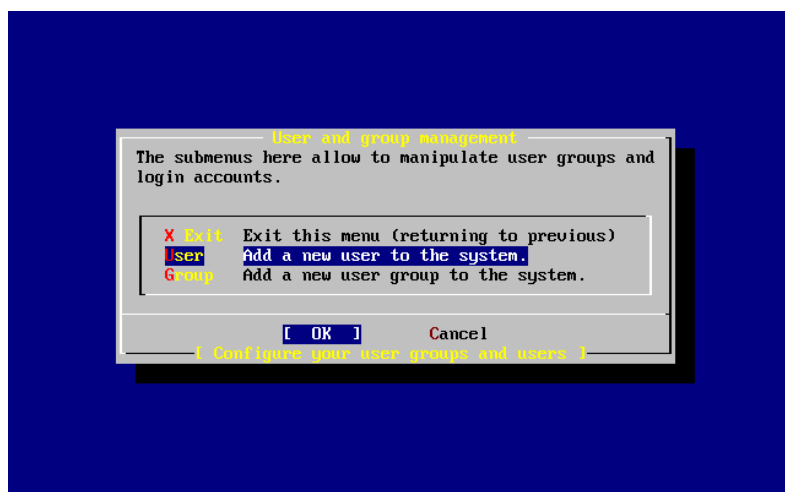 User and group management
The submenus here allow to manipulate user groups and
login accounts.
X Exit Exit this menu (returning to previous)
User Add a new user to the system.
Group Add a new user group to the system.
[ OK ] Cancel
[ Configure your user groups and users ]